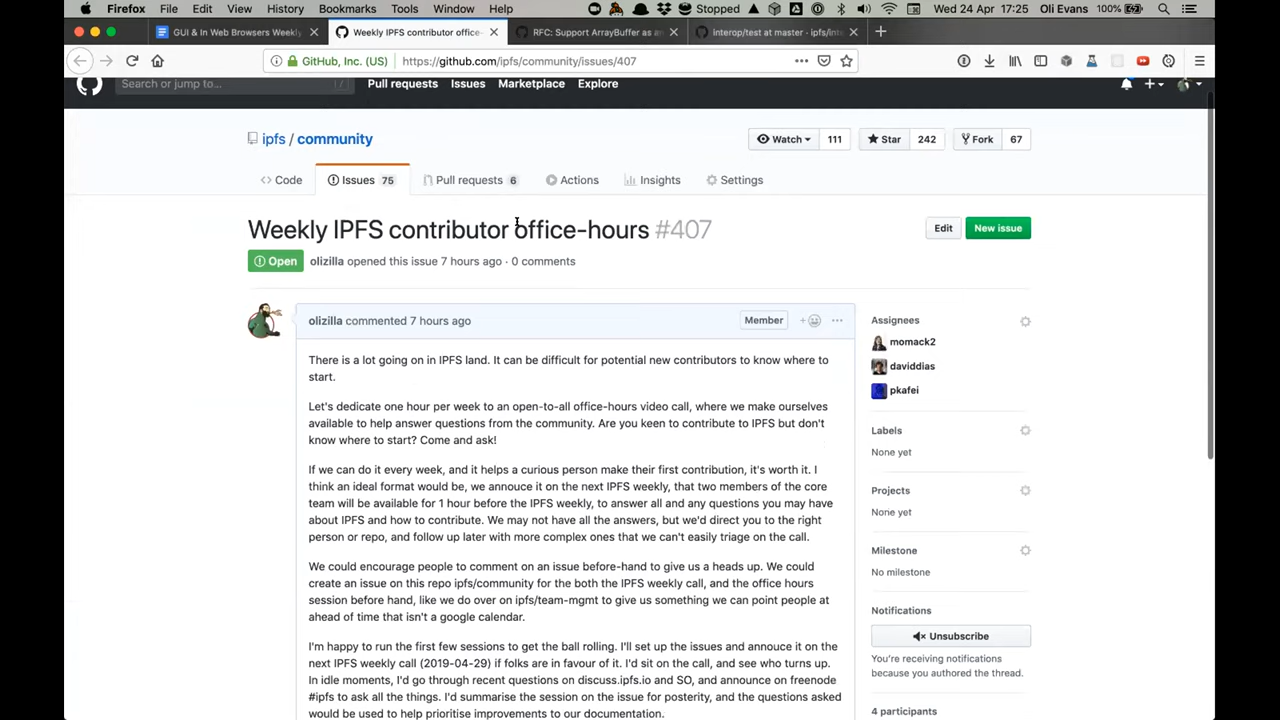 Firefox File Edit View History Bookmarks Tools Window Help Stopped Wed 24 Apr 17:25 Oli Evans 100%
GUI & In Web Browsers Weekly
Weekly IPFS contributor office-
RFC: Support ArrayBuffer as a
interop/test at master · ipfs/int
GitHub, Inc. (US) https://github.com/ipfs/community/issues/407
Search or jump to... / Pull requests Issues Marketplace Explore
ipfs / community
Watch 111 Star 242 Fork 67
Code Issues 75 Pull requests 6 Actions Insights Settings
Weekly IPFS contributor office-hours #407
Edit New issue
Open olizilla opened this issue 7 hours ago · 0 comments
olizilla commented 7 hours ago Member
There is a lot going on in IPFS land. It can be difficult for potential new contributors to know where to
start.
Let's dedicate one hour per week to an open-to-all office-hours video call, where we make ourselves
available to help answer questions from the community. Are you keen to contribute to IPFS but don't
know where to start? Come and ask!
If we can do it every week, and it helps a curious person make their first contribution, it's worth it. I
think an ideal format would be, we annouce it on the next IPFS weekly, that two members of the core
team will be available for 1 hour before the IPFS weekly, to answer all and any questions you may have
about IPFS and how to contribute. We may not have all the answers, but we'd direct you to the right
person or repo, and follow up later with more complex ones that we can't easily triage on the call.
We could encourage people to comment on an issue before-hand to give us a heads up. We could
create an issue on this repo ipfs/community for the both the IPFS weekly call, and the office hours
session before hand, like we do over on ipfs/team-mgmt to give us something we can point people at
ahead of time that isn't a google calendar.
I'm happy to run the first few sessions to get the ball rolling. I'll set up the issues and annouce it on the
next IPFS weekly call (2019-04-29) if folks are in favour of it. I'd sit on the call, and see who turns up.
In idle moments, I'd go through recent questions on discuss.ipfs.io and SO, and announce on freenode
#ipfs to ask all the things. I'd summarise the session on the issue for posterity, and the questions asked
would be used to help prioritise improvements to our documentation.
Assignees
momack2
daviddias
pkafei
Labels
None yet
Projects
None yet
Milestone
No milestone
Notifications
Unsubscribe
You're receiving notifications
because you authored the thread.
4 participants